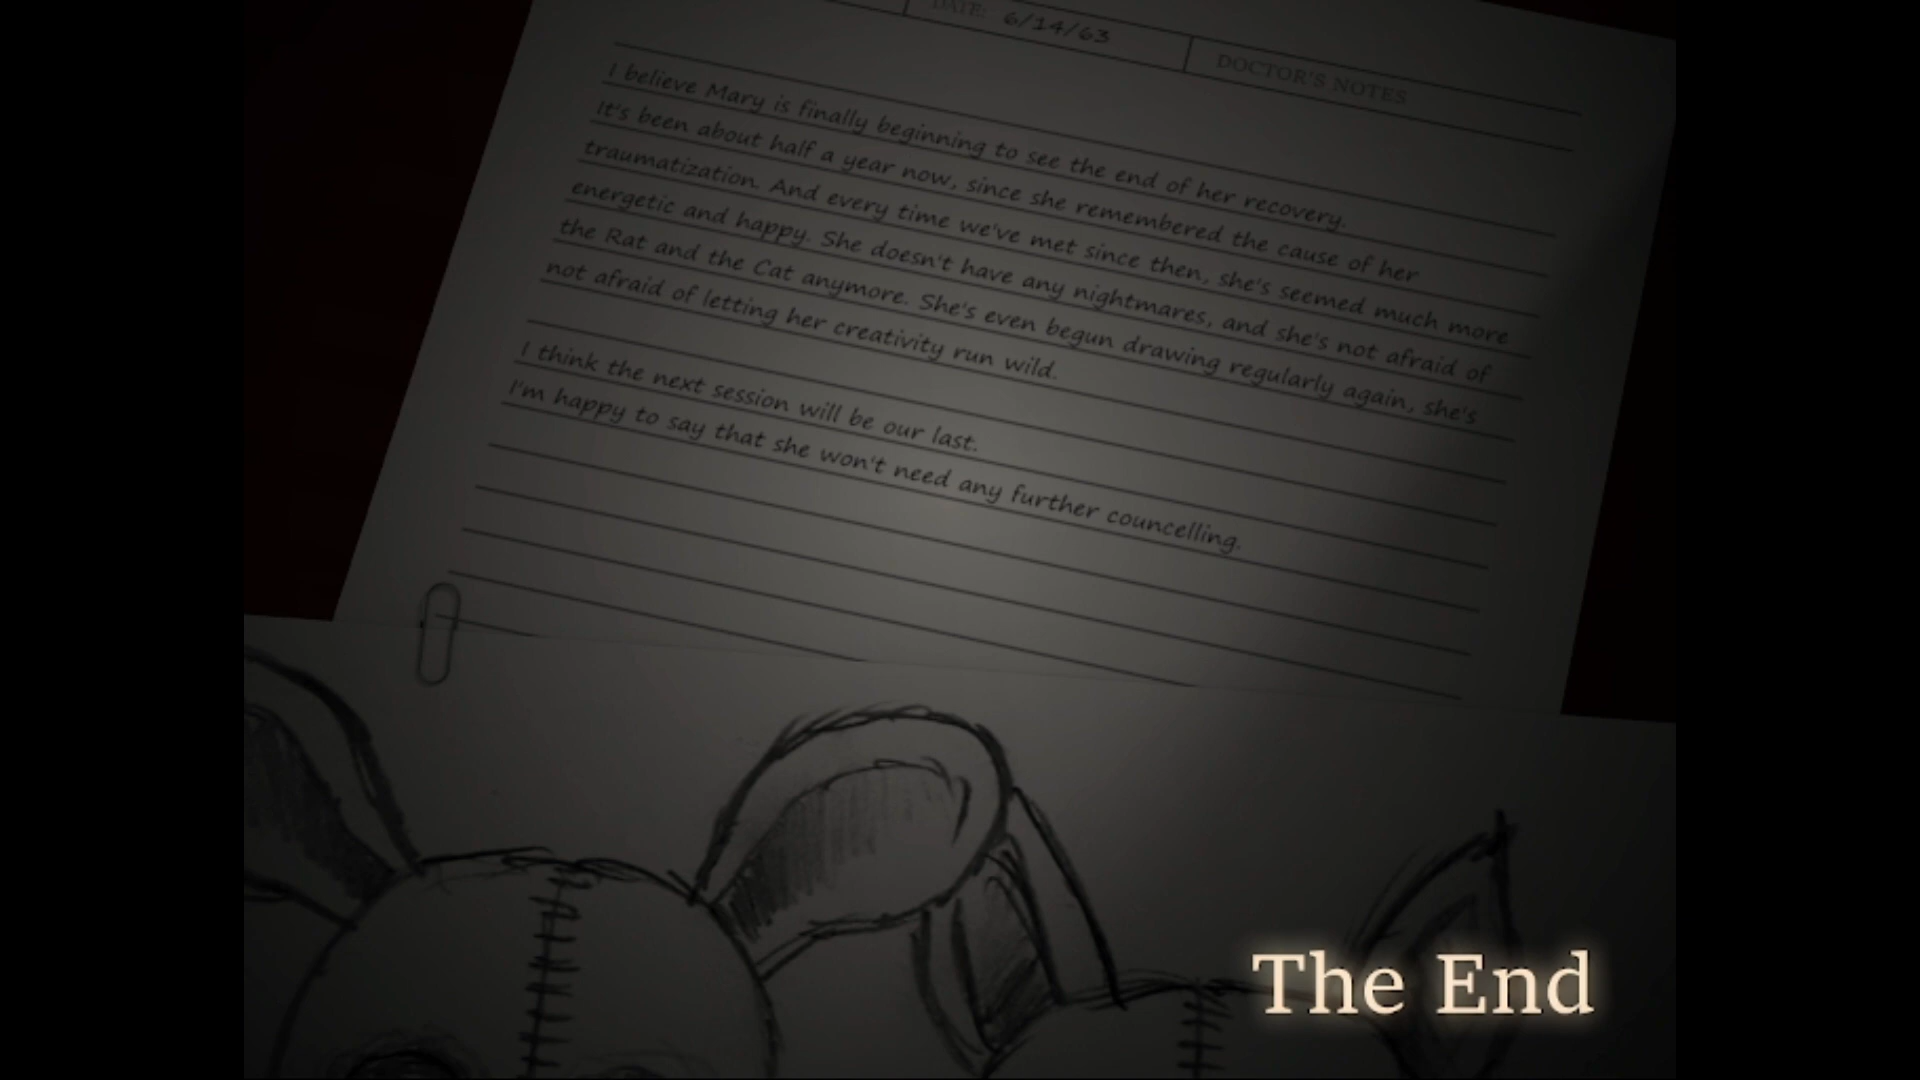 DATE: 6/14/63
DOCTOR'S NOTES
I believe Mary is finally beginning to see the end of her recovery.
It's been about half a year now, since she remembered the cause of her
traumatization. And every time we've met since then, she's seemed much more
energetic and happy. She doesn't have any nightmares, and she's not afraid of
the Rat and the Cat anymore. She's even begun drawing regularly again, she's
not afraid of letting her creativity run wild.
I think the next session will be our last.
I'm happy to say that she won't need any further councelling.
The End